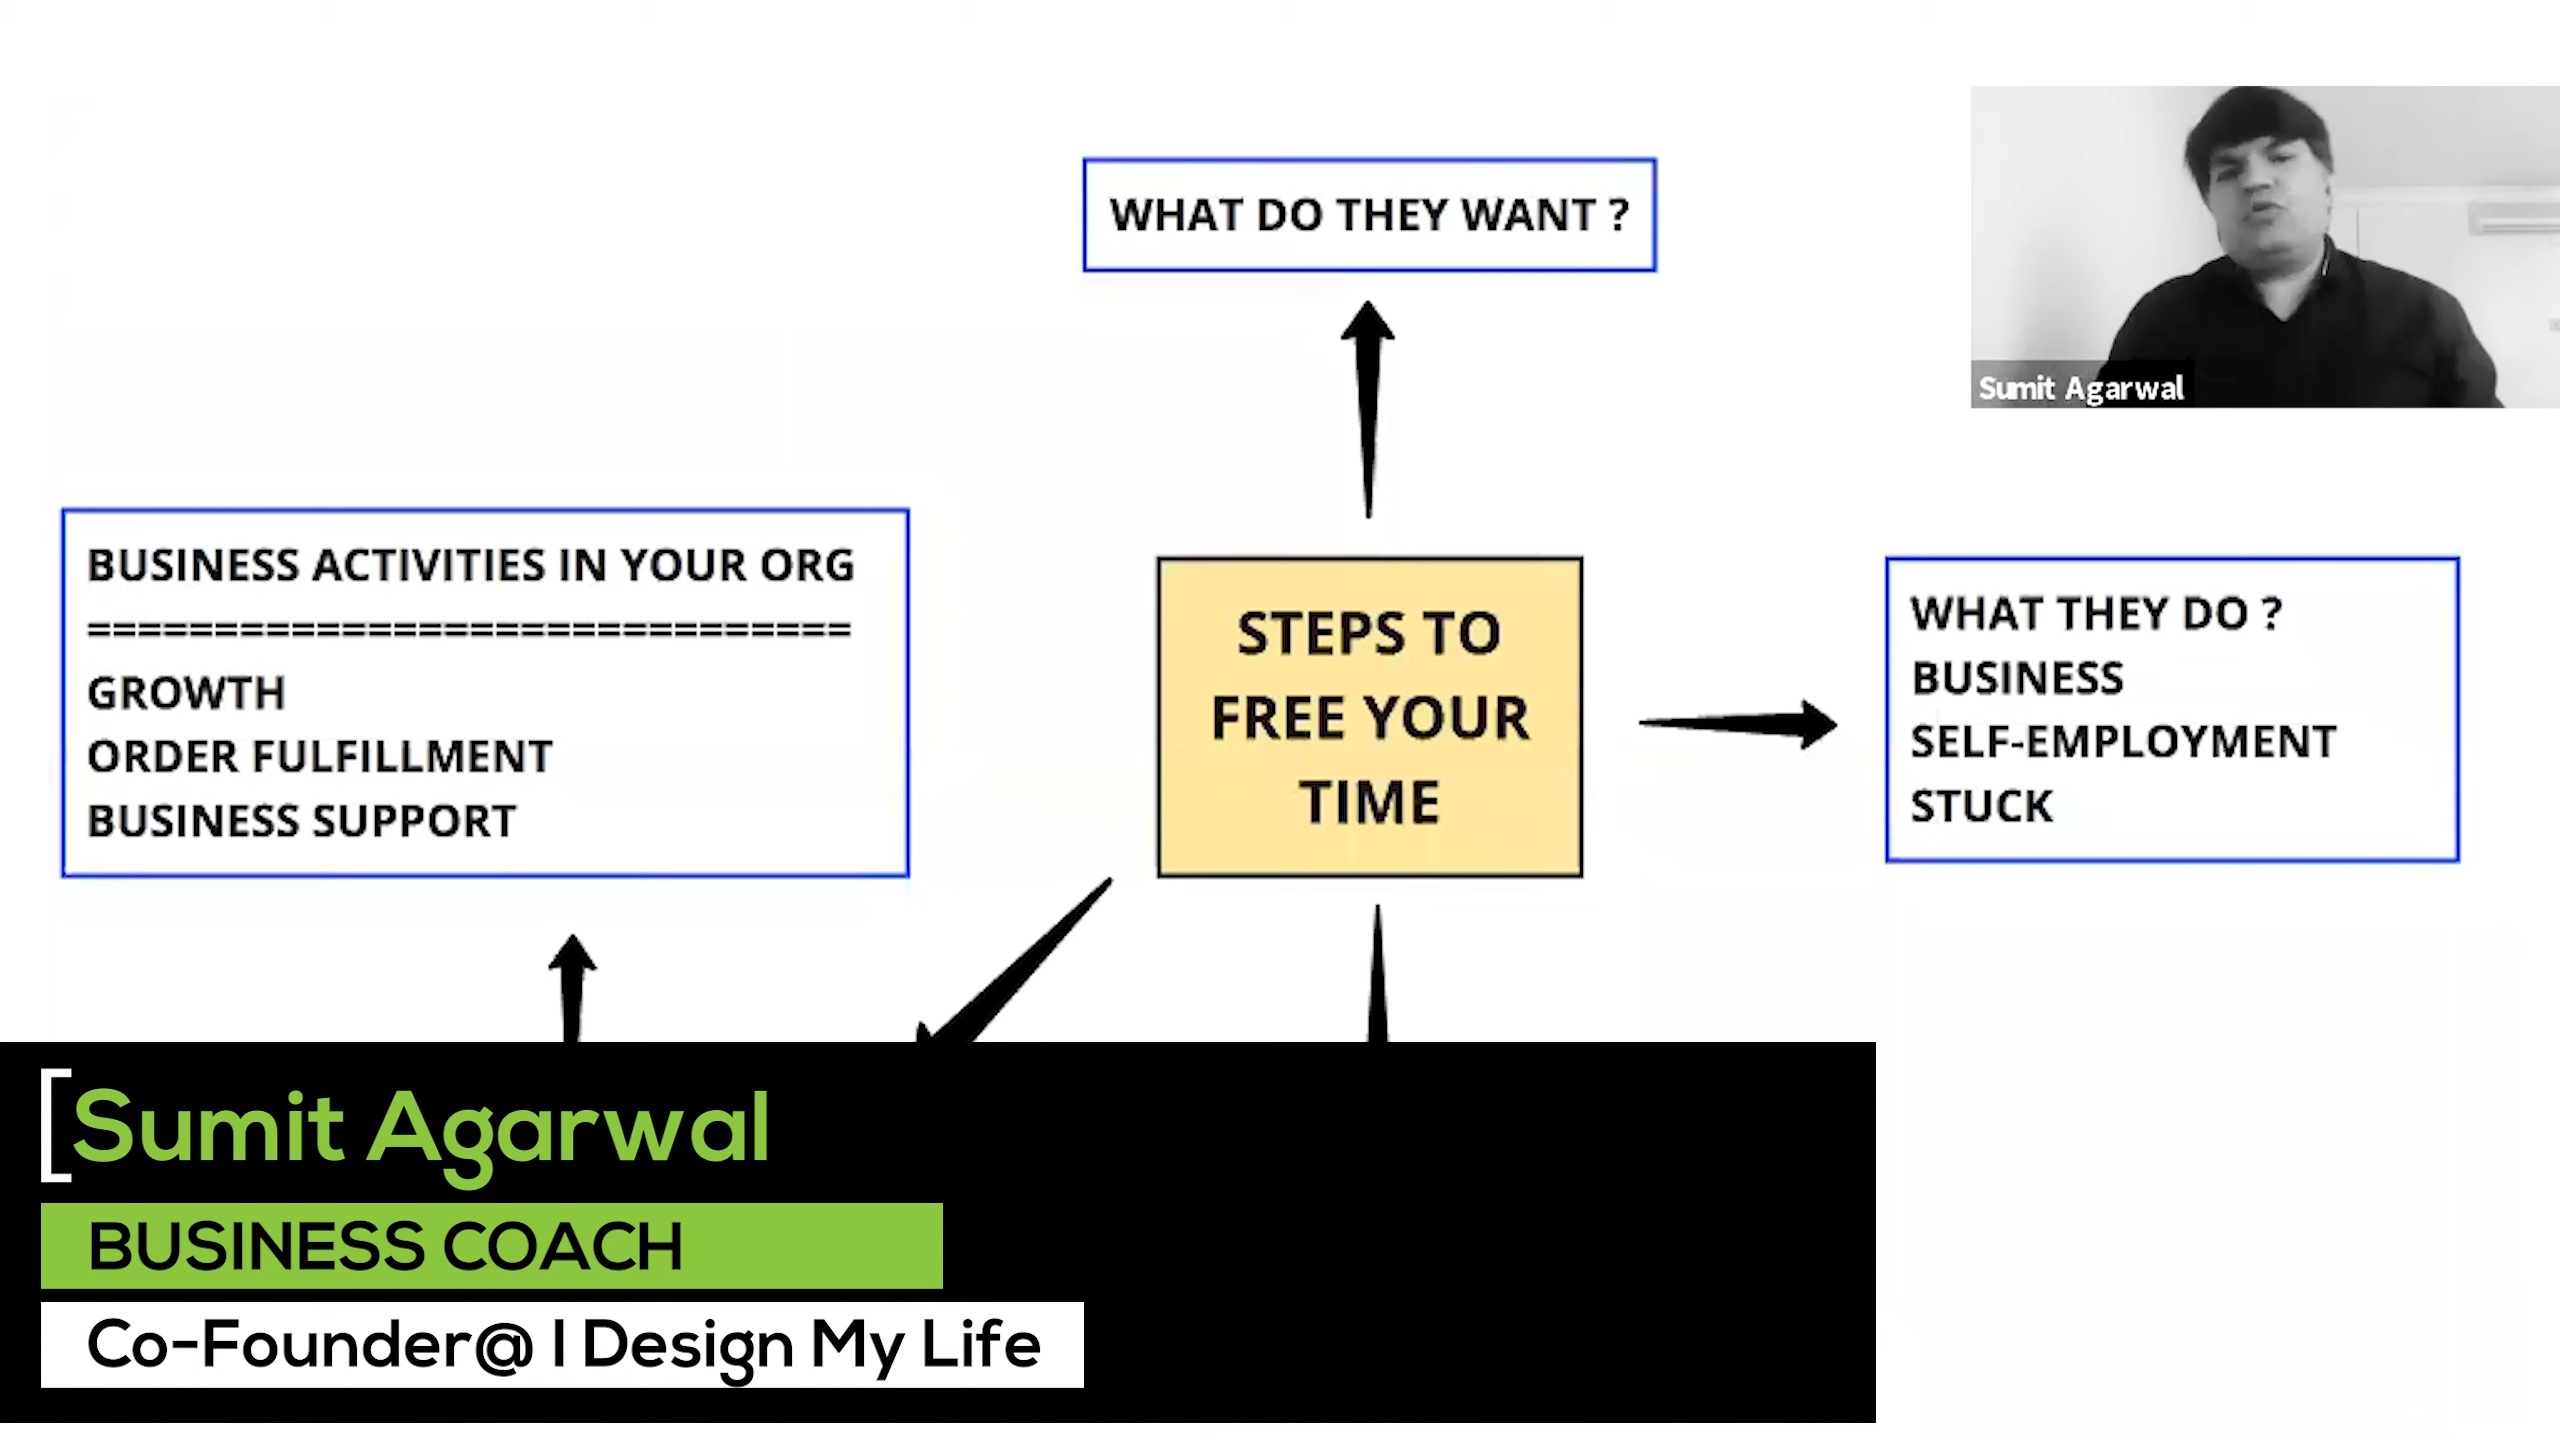 WHAT DO THEY WANT ?
Sumit Agarwal
BUSINESS ACTIVITIES IN YOUR ORG
==============================
GROWTH
ORDER FULFILLMENT
BUSINESS SUPPORT
STEPS TO
FREE YOUR
TIME
WHAT THEY DO ?
BUSINESS
SELF-EMPLOYMENT
STUCK
[Sumit Agarwal
BUSINESS COACH
Co-Founder@ I Design My Life